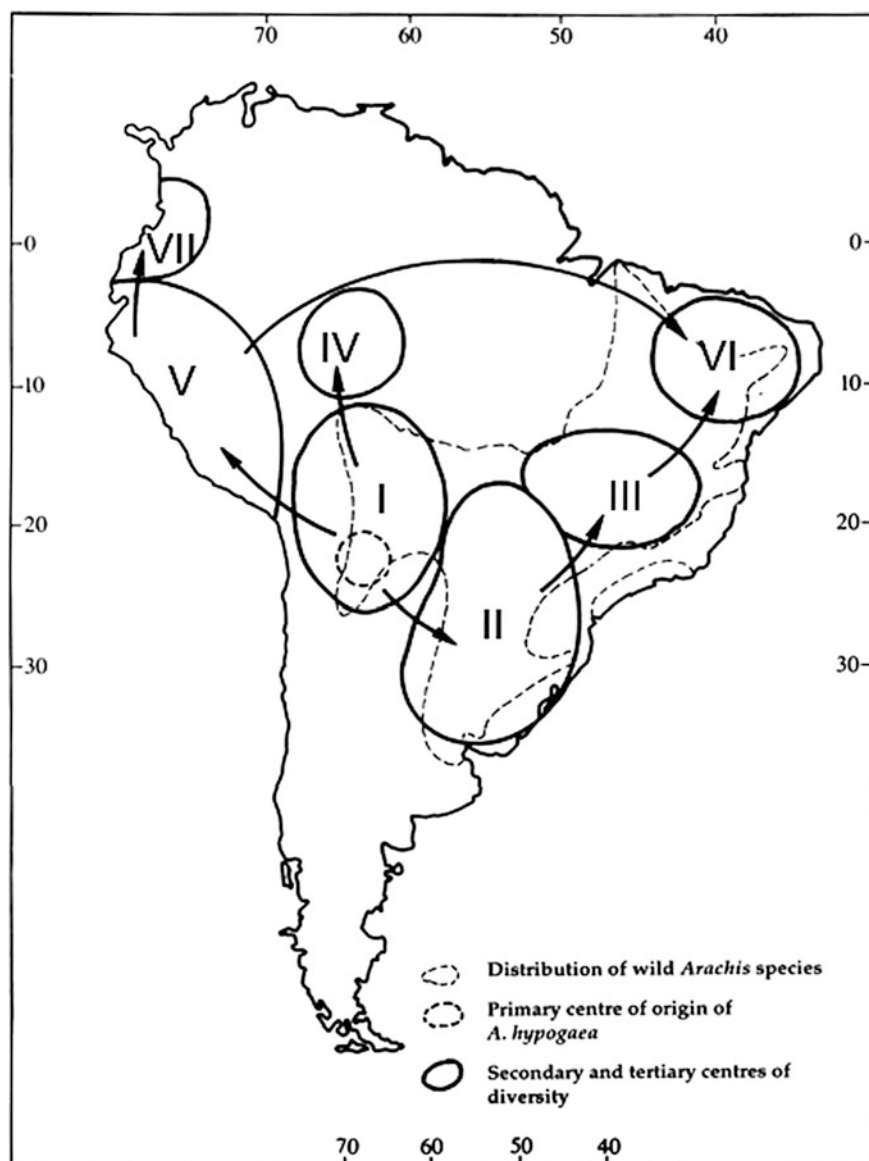 70 60 50 40
0 0
VII
IV
V VI
10 10
I III
20 20
II
30 30
Distribution of wild Arachis species
Primary centre of origin of
A. hypogaea
Secondary and tertiary centres of
diversity
70 60 50 40